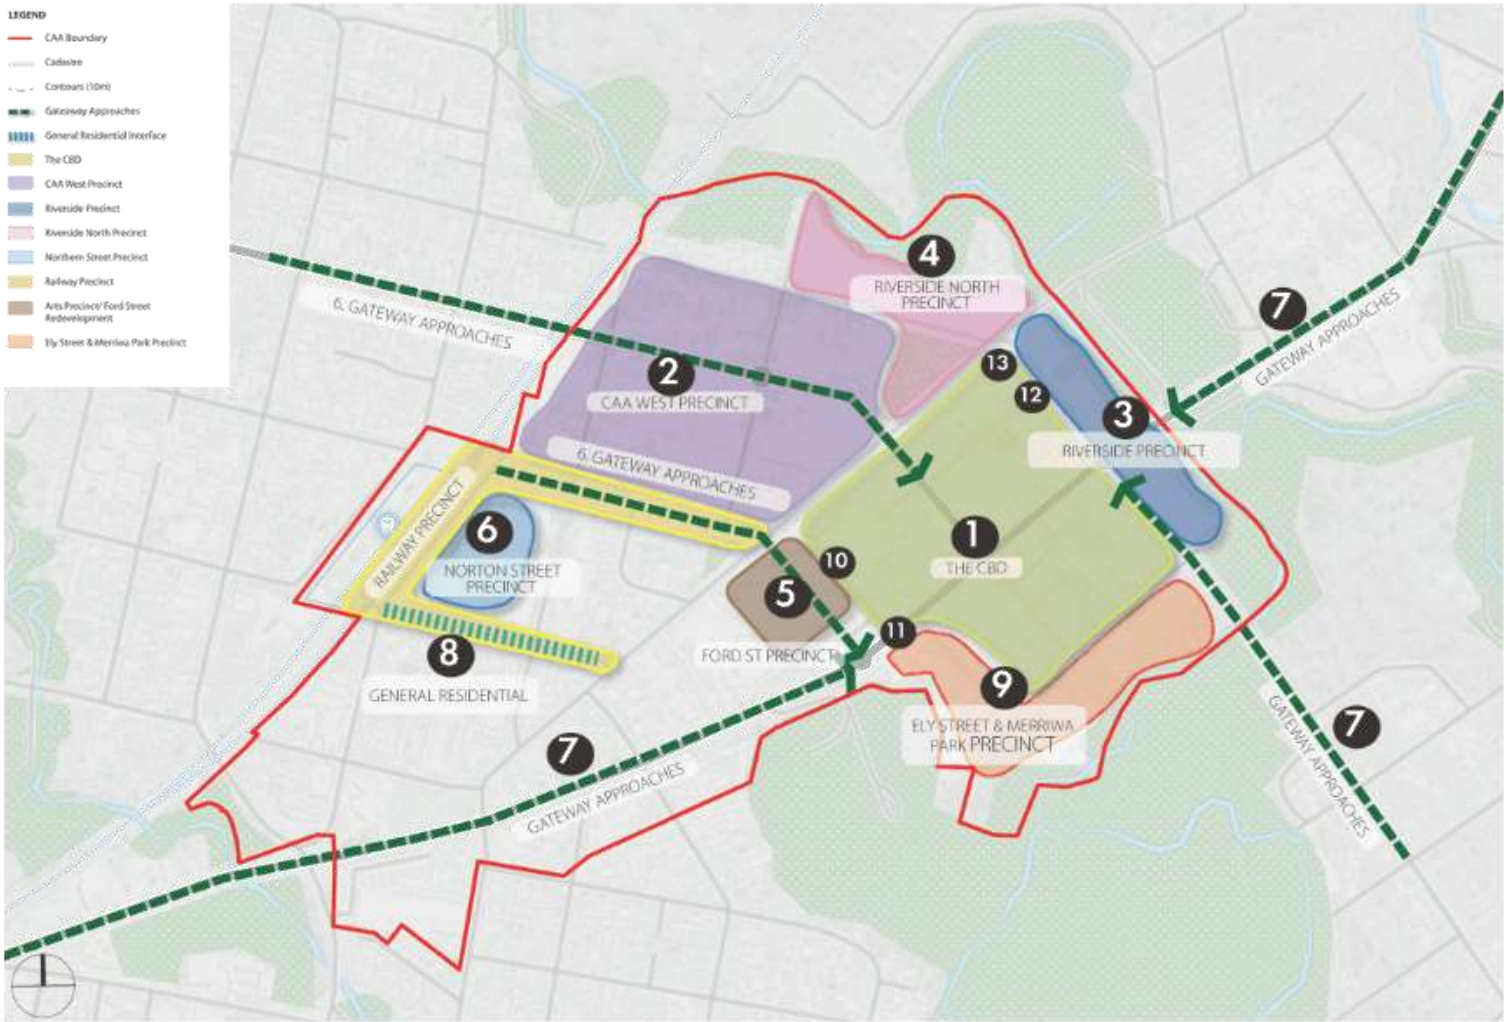 LEGEND
CAA Boundary
Cadastre
Contours (10m)
Gateway Approaches
General Residential Interface
The CBD
CAA West Precinct
Riverside Precinct
Riverside North Precinct
Northern Street Precinct
Railway Precinct
Arts Precinct/ Ford Street
Redevelopment
Ely Street & Merriwa Park Precinct
4
RIVERSIDE NORTH
PRECINCT
7
GATEWAY APPROACHES
6. GATEWAY APPROACHES
2
CAA WEST PRECINCT
13
12
3
RIVERSIDE PRECINCT
6. GATEWAY APPROACHES
RAILWAY PRECINCT
6
NORTON STREET
PRECINCT
1
THE CBD
10
5
FORD ST PRECINCT
11
8
GENERAL RESIDENTIAL
9
ELY STREET & MERRIWA
PARK PRECINCT
7
GATEWAY APPROACHES
7
GATEWAY APPROACHES